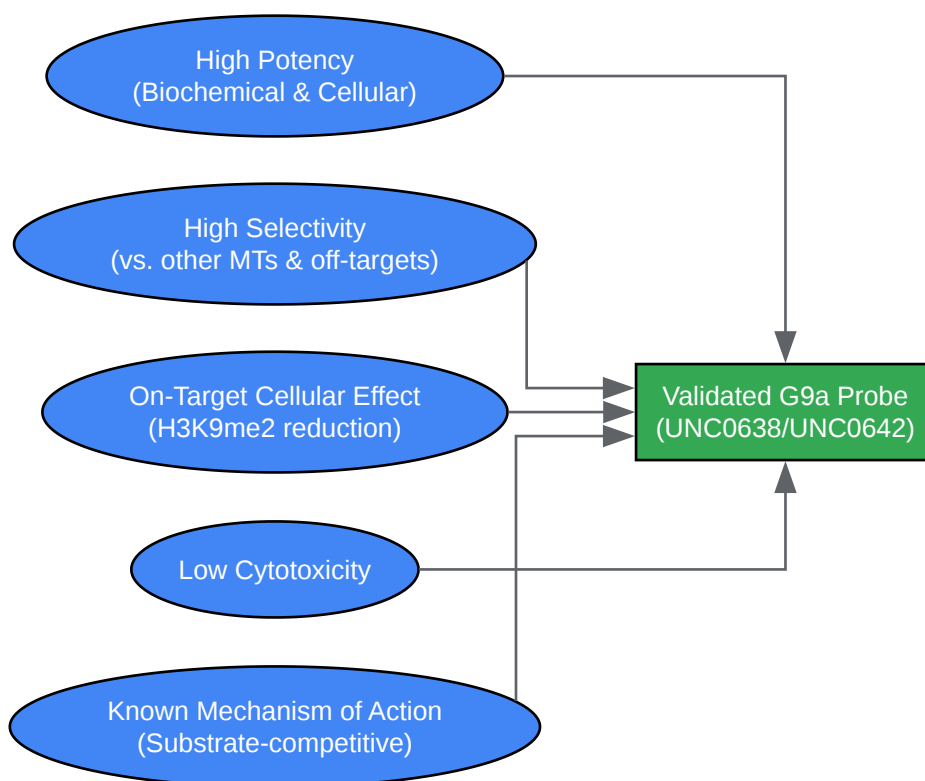 High Potency
(Biochemical & Cellular)
High Selectivity
(vs. other MTs & off-targets)
On-Target Cellular Effect
(H3K9me2 reduction)
Validated G9a Probe
(UNC0638/UNC0642)
Low Cytotoxicity
Known Mechanism of Action
(Substrate-competitive)